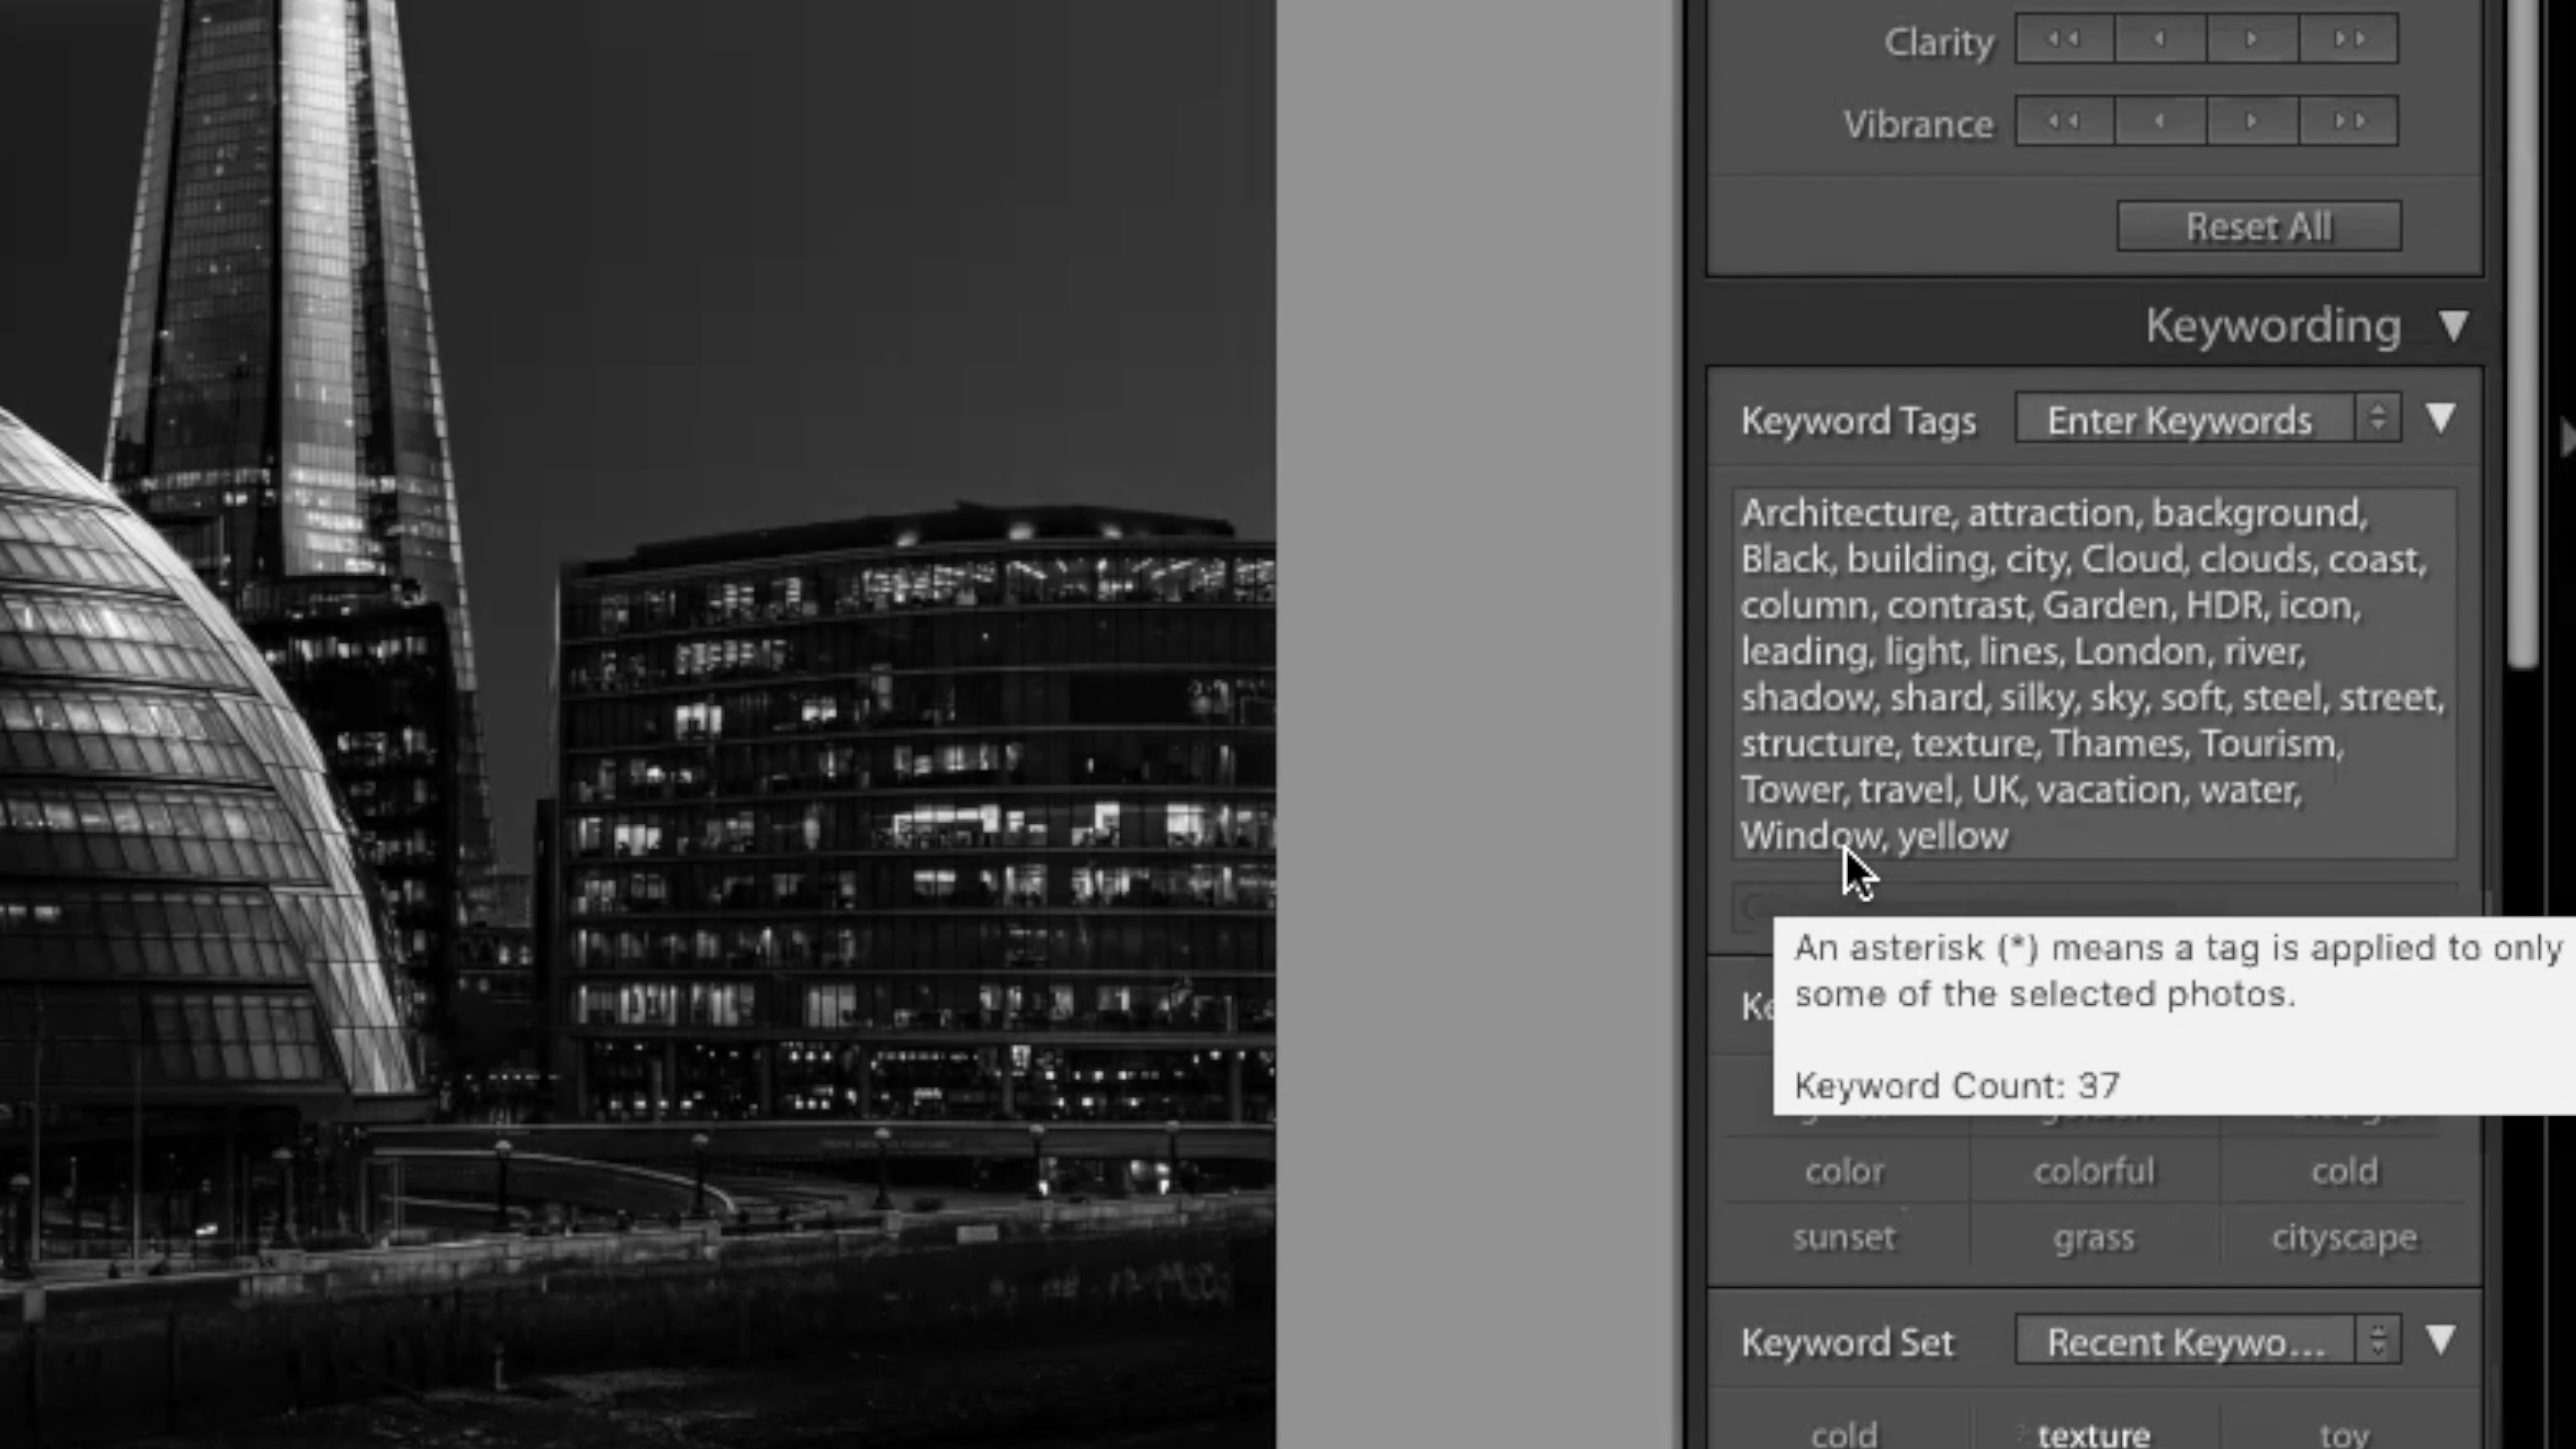 Clarity
Vibrance
Reset All
Keywording
Keyword Tags Enter Keywords
Architecture, attraction, background,
Black, building, city, Cloud, clouds, coast,
column, contrast, Garden, HDR, icon,
leading, light, lines, London, river,
shadow, shard, silky, sky, soft, steel, street,
structure, texture, Thames, Tourism,
Tower, travel, UK, vacation, water,
Window, yellow
An asterisk (*) means a tag is applied to only
some of the selected photos.
Keyword Count: 37
color colorful cold
sunset grass cityscape
Keyword Set Recent Keywo...
cold texture toy